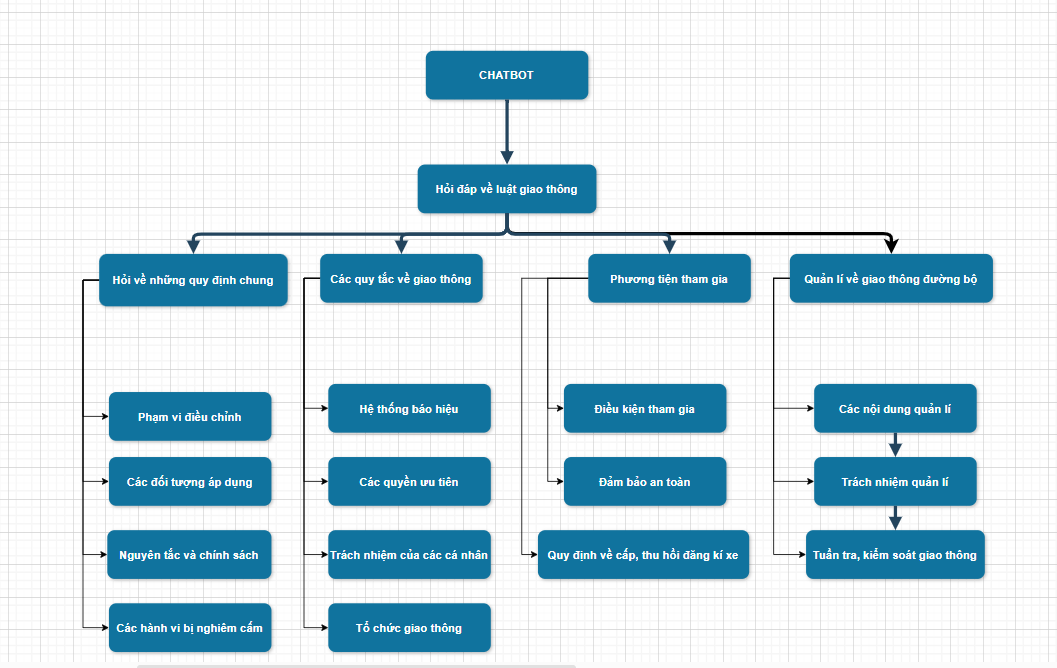 CHATBOT
Hỏi đáp về luật giao thông
Hỏi về những quy định chung
Các quy tắc về giao thông
Phương tiện tham gia
Quản lí về giao thông đường bộ
Phạm vi điều chỉnh
Hệ thống báo hiệu
Điều kiện tham gia
Các nội dung quản lí
Các đối tượng áp dụng
Các quyền ưu tiên
Đảm bảo an toàn
Trách nhiệm quản lí
Nguyên tắc và chính sách
Trách nhiệm của các cá nhân
Quy định về cấp, thu hồi đăng kí xe
Tuần tra, kiểm soát giao thông
Các hành vi bị nghiêm cấm
Tổ chức giao thông